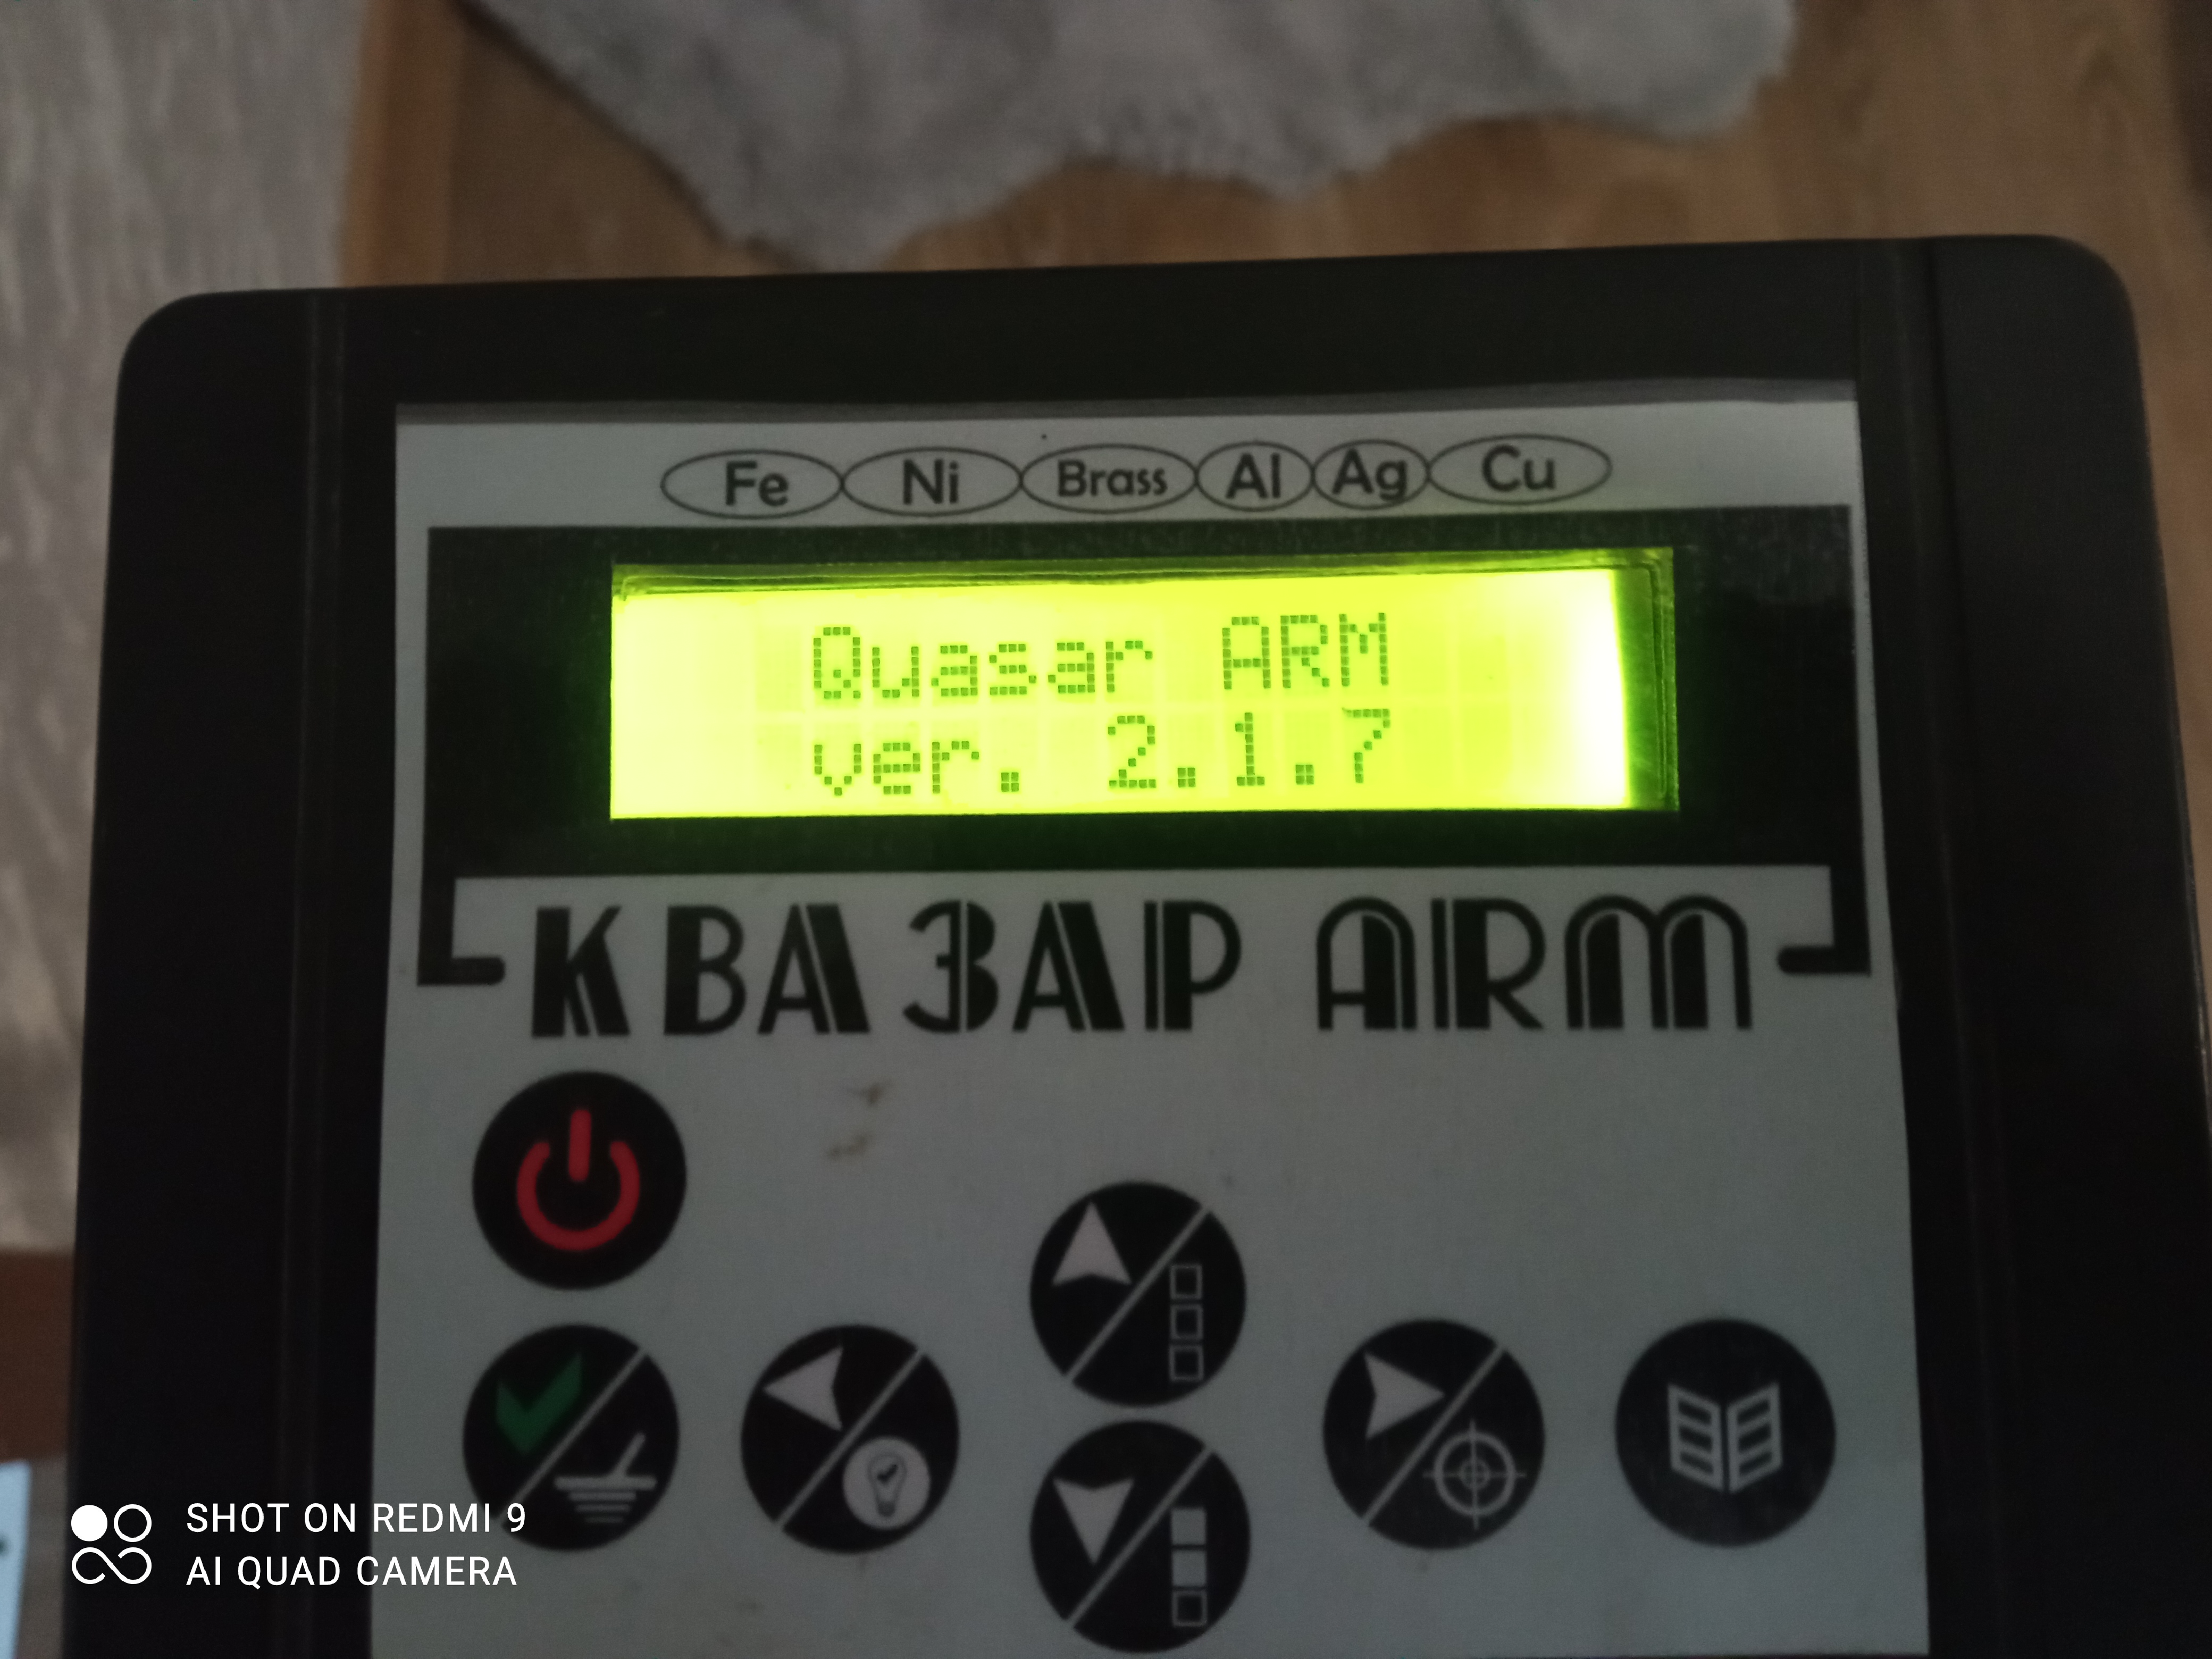 Fe Ni Brass Al Ag Cu
Quasar ARM
ver. 2.1.7
КВАЗАР ARM
SHOT ON REDMI 9
AI QUAD CAMERA